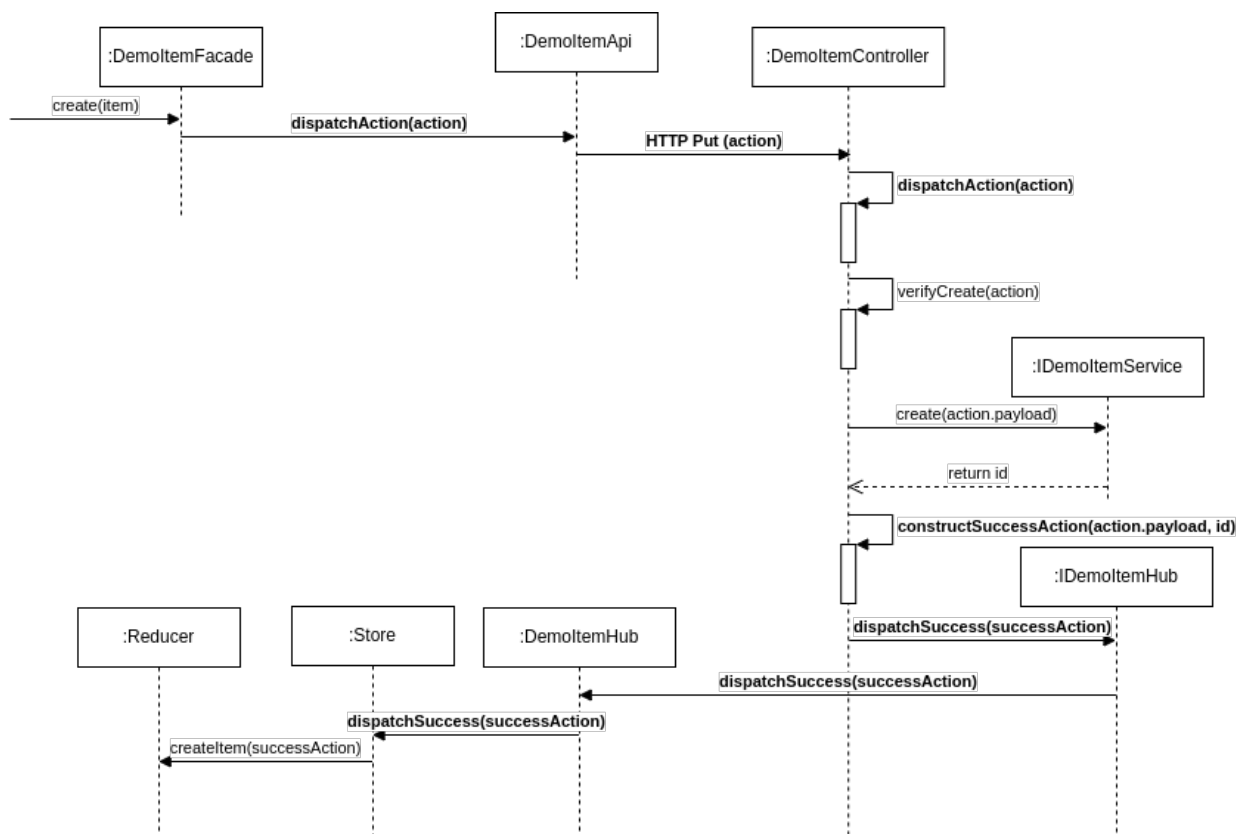 :DemoItemFacade
:DemoItemApi
:DemoItemController
create(item)
dispatchAction(action)
HTTP Put (action)
dispatchAction(action)
verifyCreate(action)
:IDemoItemService
create(action.payload)
return id
constructSuccessAction(action.payload, id)
:IDemoItemHub
:Reducer
:Store
:DemoItemHub
dispatchSuccess(successAction)
dispatchSuccess(successAction)
dispatchSuccess(successAction)
createItem(successAction)